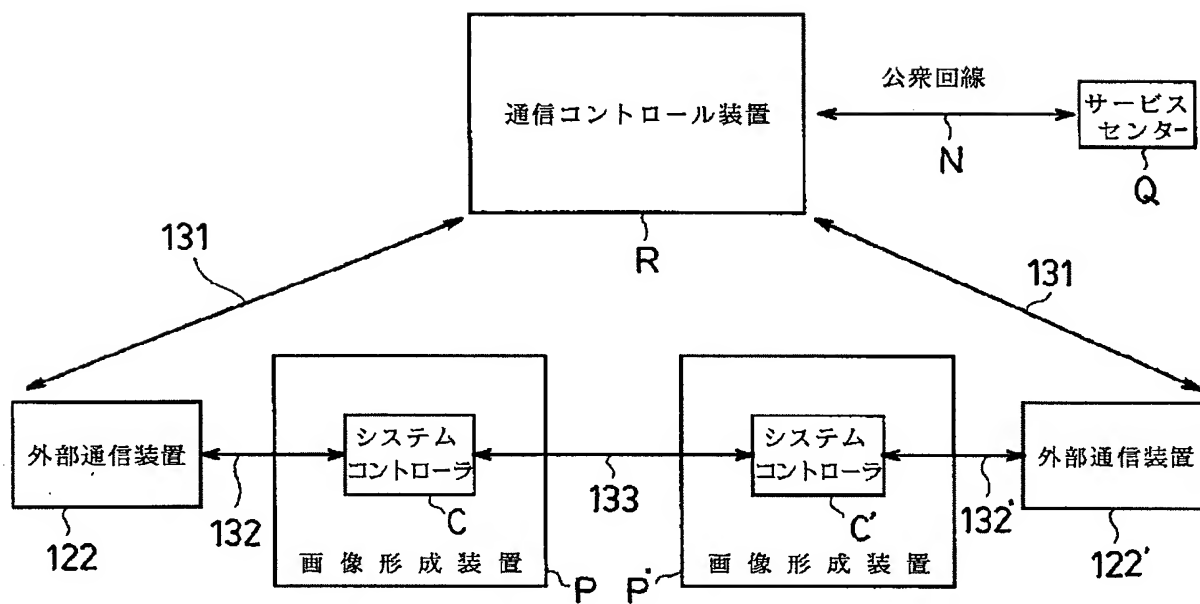 公衆回線
通信コントロール装置
サービス
センター
N
Q
R
131
131
システム
コントローラ
システム
コントローラ
外部通信装置
外部通信装置
132
C
133
C'
132'
122
画像形成装置
P
P'
画像形成装置
122'